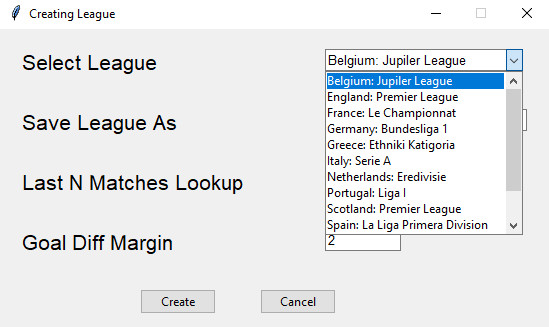 Creating League
Select League
Belgium: Jupiler League
Belgium: Jupiler League
England: Premier League
France: Le Championnat
Germany: Bundesliga 1
Greece: Ethniki Katigoria
Italy: Serie A
Netherlands: Eredivisie
Portugal: Liga I
Scotland: Premier League
Spain: La Liga Primera Division
Save League As
Last N Matches Lookup
Goal Diff Margin
2
Create
Cancel